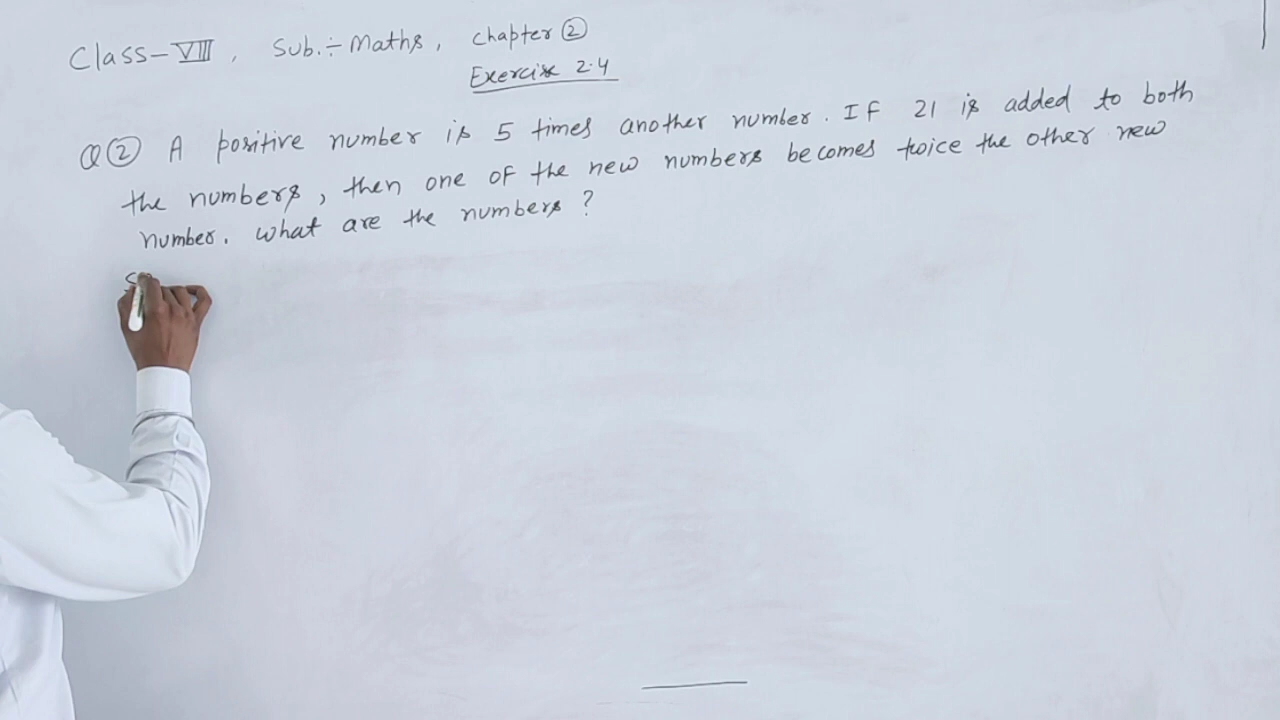 Class-VIII, Sub.÷Maths, Chapter ②
Exercise 2.4
Q② A positive number is 5 times another number. If 21 is added to both
the numbers, then one of the new numbers becomes twice the other new
number. What are the numbers?